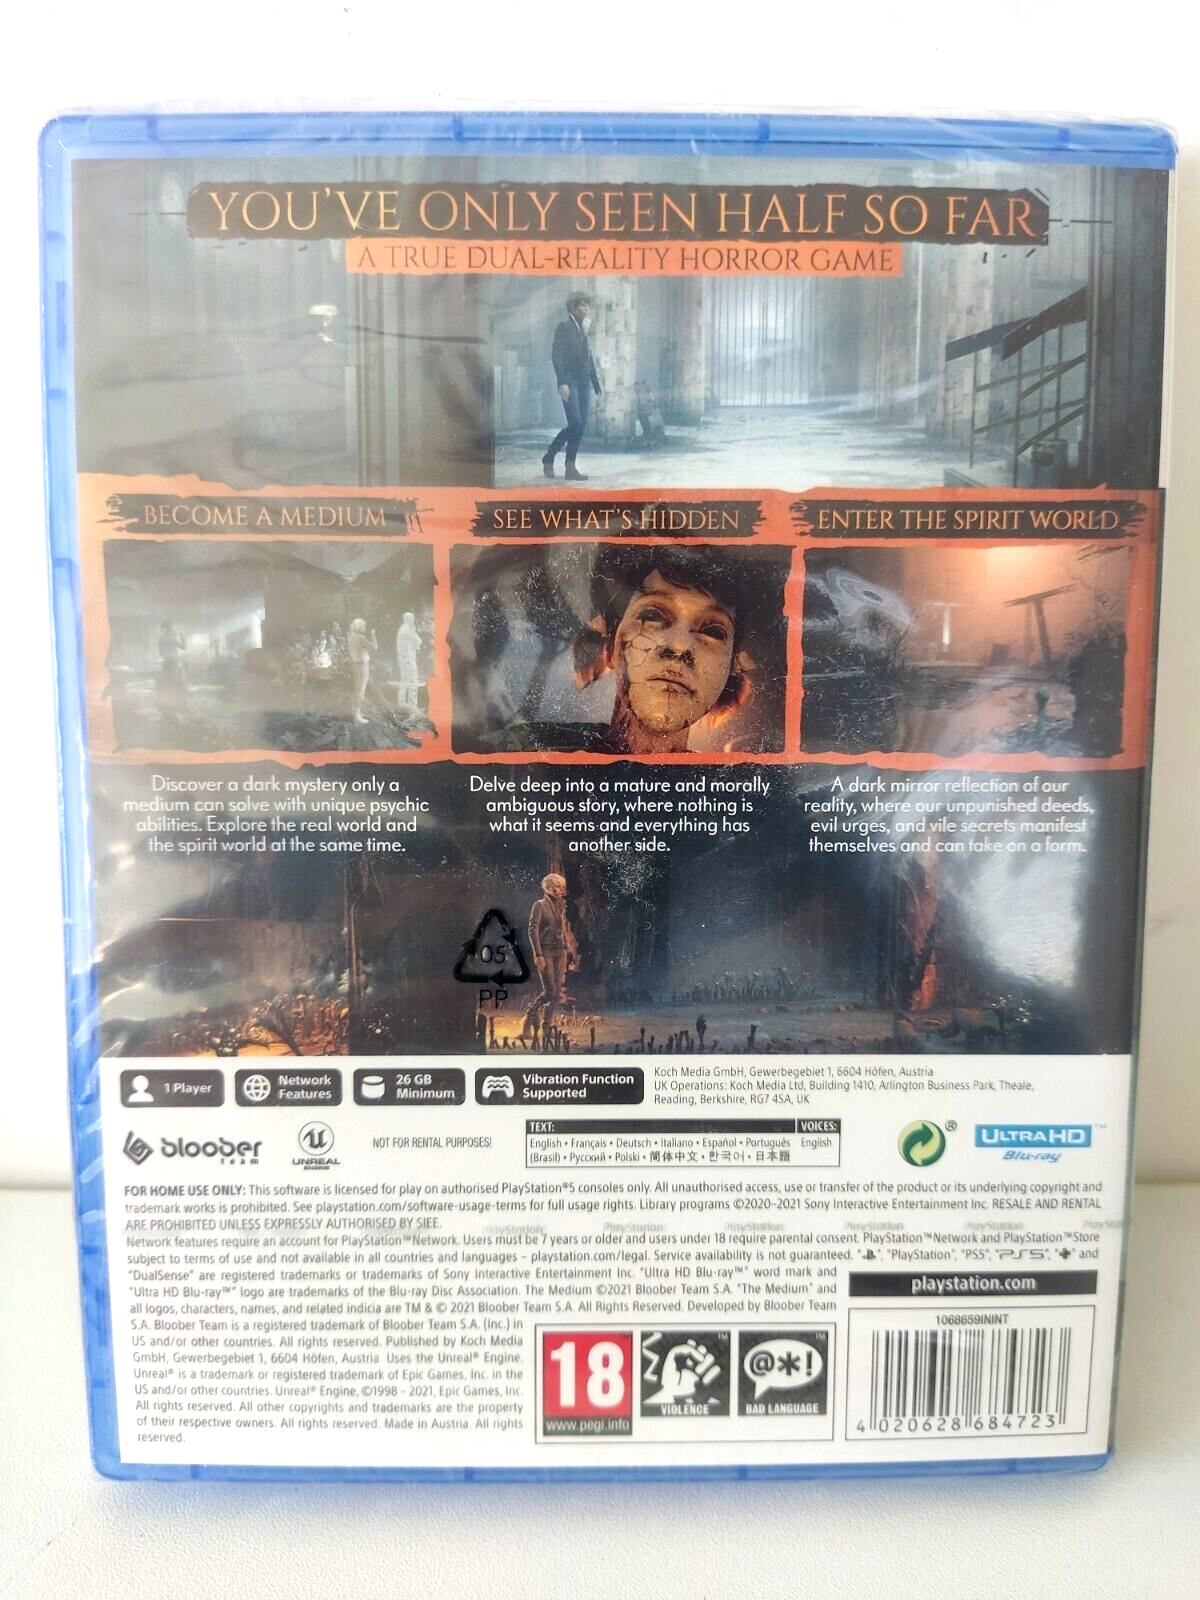 YOU'VE ONLY SEEN HALF SO FAR
A TRUE DUAL-REALITY HORROR GAME
BECOME A MEDIUM
SEE WHAT'S HIDDEN
ENTER THE SPIRIT WORLD
Discover a dark mystery only a
medium can solve with unique psychic
abilities. Explore the real world and
the spirit world at the same time.
Delve deep into a mature and morally
ambiguous story, where nothing is
what it seems and everything has
another side.
A dark mirror reflection of our
reality, where our unpunished deeds,
evil urges, and vile secrets manifest
themselves and can take on a form.
05
PP
1 Player
Network
Features
26 GB
Minimum
Vibration Function
Supported
Koch Media GmbH, Gewerbegebiet 1, 6604 Höfen, Austria
UK Operations: Koch Media Ltd, Building 1410, Arlington Business Park, Theale,
Reading, Berkshire, RG7 4SA, UK
bloober
team
UNREAL
ENGINE
NOT FOR RENTAL PURPOSES!
TEXT:
English • Français • Deutsch • Italiano • Español • Português
(Brasil) • Русский • Polski • 简体中文 • 한국어 • 日本語
VOICES:
English
®
ULTRA HD™
Blu-ray
FOR HOME USE ONLY: This software is licensed for play on authorised PlayStation®5 consoles only. All unauthorised access, use or transfer of the product or its underlying copyright and
trademark works is prohibited. See playstation.com/software-usage-terms for full usage rights. Library programs ©2020-2021 Sony Interactive Entertainment Inc. RESALE AND RENTAL
ARE PROHIBITED UNLESS EXPRESSLY AUTHORISED BY SIEE.
PlayStation PlayStation PlayStation PlayStation PlayStation PlaySt
Network features require an account for PlayStation™Network. Users must be 7 years or older and users under 18 require parental consent. PlayStation™Network and PlayStation™Store
subject to terms of use and not available in all countries and languages – playstation.com/legal. Service availability is not guaranteed. "", "PlayStation", "PS5", "PS5", "" and
"DualSense" are registered trademarks or trademarks of Sony Interactive Entertainment Inc. "Ultra HD Blu-ray™" word mark and
"Ultra HD Blu-ray™" logo are trademarks of the Blu-ray Disc Association. The Medium ©2021 Bloober Team S.A. "The Medium" and
all logos, characters, names, and related indicia are TM & © 2021 Bloober Team S.A. All Rights Reserved. Developed by Bloober Team
S.A. Bloober Team is a registered trademark of Bloober Team S.A. (Inc.) in
US and/or other countries. All rights reserved. Published by Koch Media
GmbH, Gewerbegebiet 1, 6604 Höfen, Austria. Uses the Unreal® Engine.
Unreal® is a trademark or registered trademark of Epic Games, Inc. in the
US and/or other countries. Unreal® Engine, ©1998 – 2021, Epic Games, Inc.
All rights reserved. All other copyrights and trademarks are the property
of their respective owners. All rights reserved. Made in Austria. All rights
reserved.
playstation.com
18
www.pegi.info
VIOLENCE
@*!
BAD LANGUAGE
1068659ININT
4 020628 684723